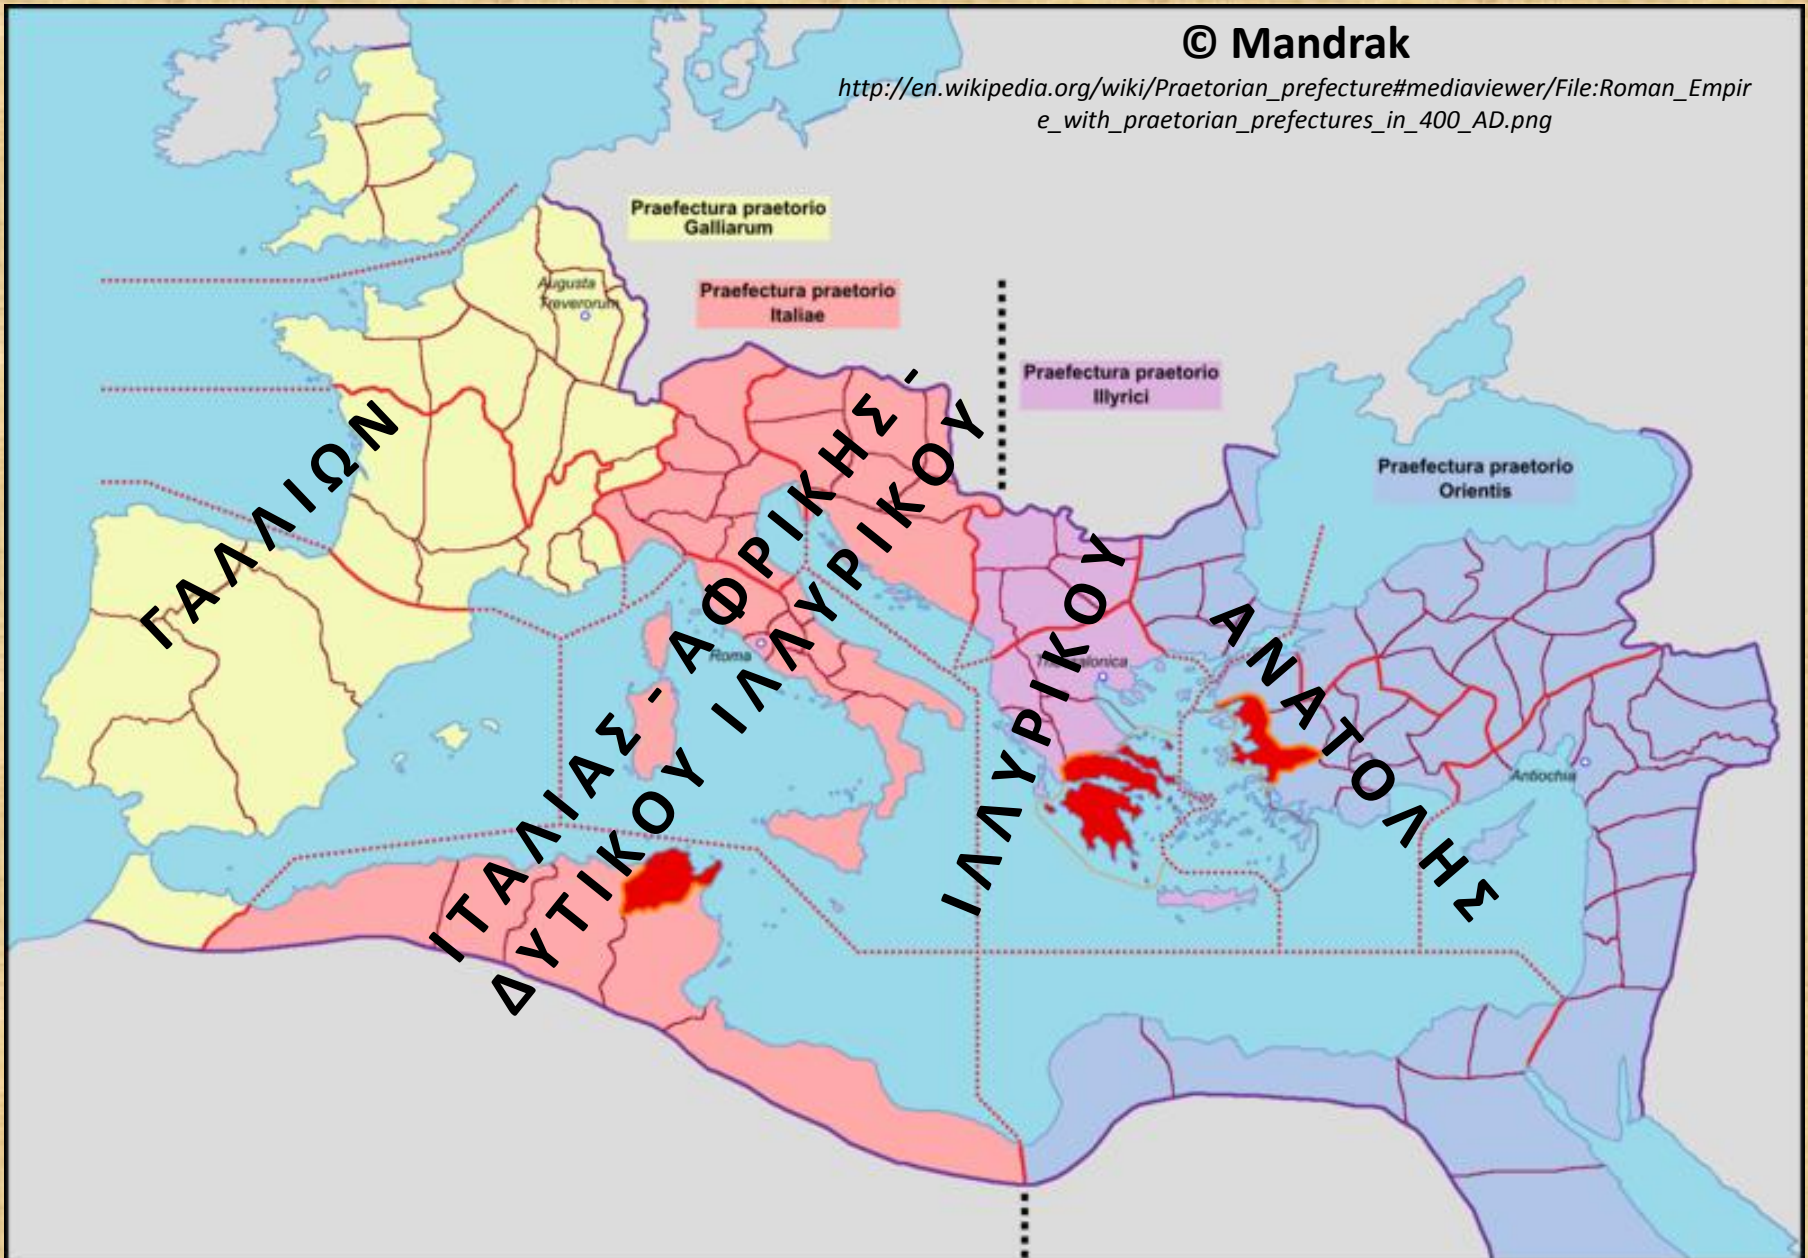 © Mandrak
http://en.wikipedia.org/wiki/Praetorian_prefecture#mediaviewer/File:Roman_Empir
e_with_praetorian_prefectures_in_400_AD.png
Praefectura praetorio
Galliarum
Augusta
Treverorum
Praefectura praetorio
Italiae
Praefectura praetorio
Illyrici
Praefectura praetorio
Orientis
ΓΑΛΛΙΩΝ
ΙΤΑΛΙΑΣ - ΑΦΡΙΚΗΣ -
ΔΥΤΙΚΟΥ ΙΛΛΥΡΙΚΟΥ
Roma
ΙΛΛΥΡΙΚΟΥ
Thessalonica
ΑΝΑΤΟΛΗΣ
Antiochia